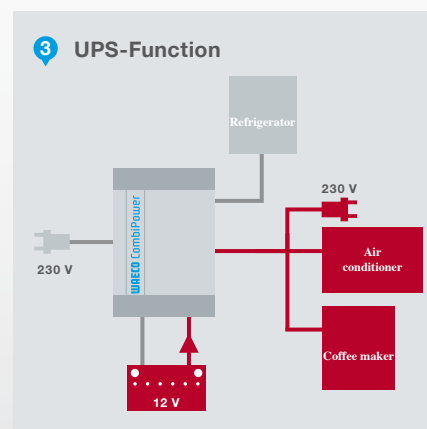 3 UPS-Function
Refrigerator
230 V
230 V
WAECO CombiPower
Air
conditioner
Coffee maker
12 V